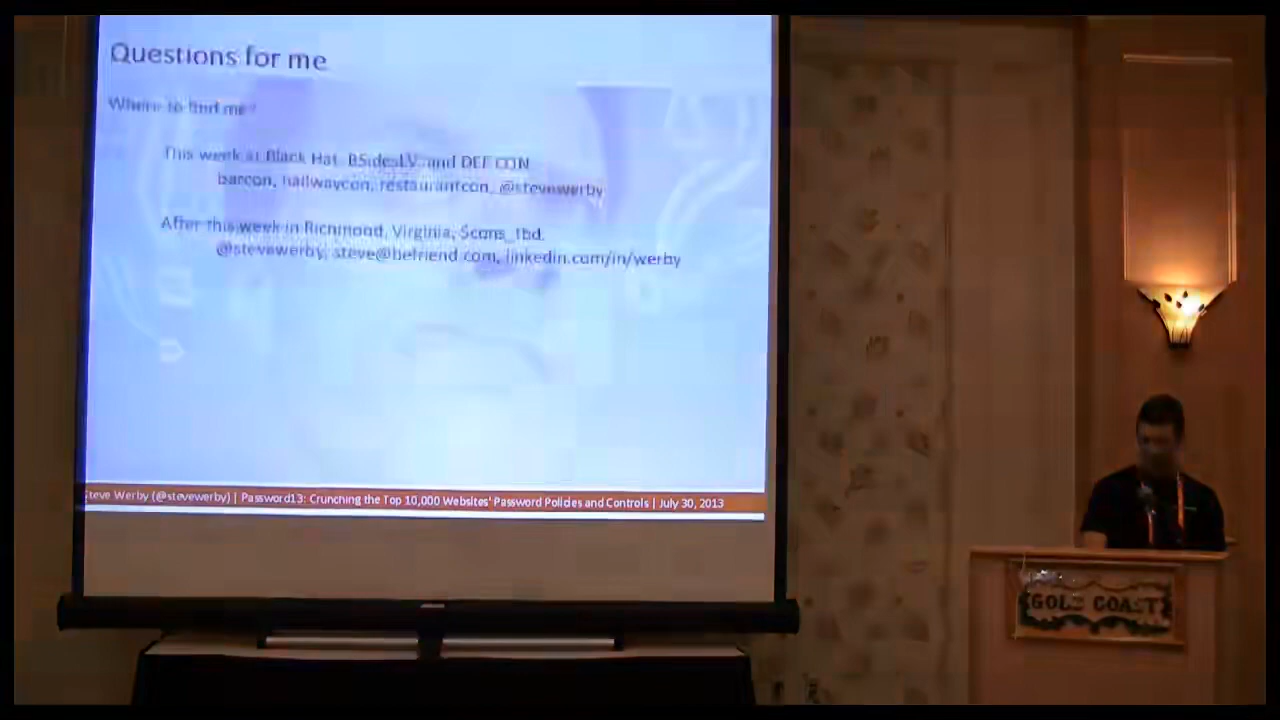 Questions for me
Where to find me?
This week at Black Hat, BSidesLV, and DEF CON
barcon, hallwaycon, restaurantcon, @stevewerby
After this week in Richmond, Virginia, $cons_tbd.
@stevewerby, steve@befriend.com, linkedin.com/in/werby
Steve Werby (@stevewerby) | Password13: Crunching the Top 10,000 Websites' Password Policies and Controls | July 30, 2013
GOLD COAST